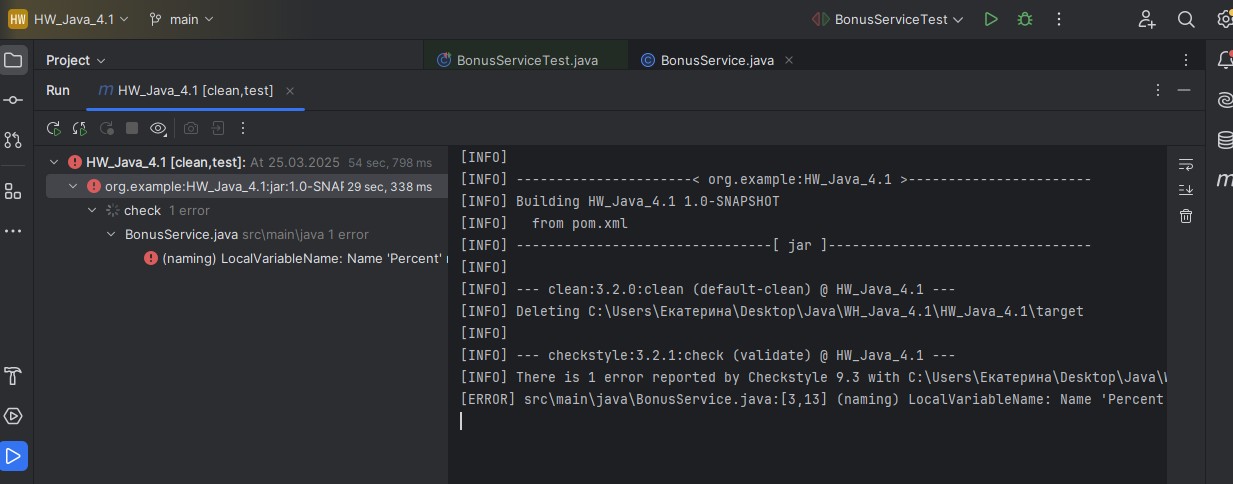 HW HW_Java_4.1 main BonusServiceTest
Project BonusServiceTest.java BonusService.java
Run m HW_Java_4.1 [clean,test]
HW_Java_4.1 [clean,test]: At 25.03.2025 54 sec, 798 ms
org.example:HW_Java_4.1:jar:1.0-SNAP 29 sec, 338 ms
check 1 error
BonusService.java src\main\java 1 error
(naming) LocalVariableName: Name 'Percent'
[INFO]
[INFO] ----------------------< org.example:HW_Java_4.1 >-----------------------
[INFO] Building HW_Java_4.1 1.0-SNAPSHOT
[INFO]   from pom.xml
[INFO] --------------------------------[ jar ]---------------------------------
[INFO]
[INFO] --- clean:3.2.0:clean (default-clean) @ HW_Java_4.1 ---
[INFO] Deleting C:\Users\Екатерина\Desktop\Java\WH_Java_4.1\HW_Java_4.1\target
[INFO]
[INFO] --- checkstyle:3.2.1:check (validate) @ HW_Java_4.1 ---
[INFO] There is 1 error reported by Checkstyle 9.3 with C:\Users\Екатерина\Desktop\Java\
[ERROR] src\main\java\BonusService.java:[3,13] (naming) LocalVariableName: Name 'Percent
m